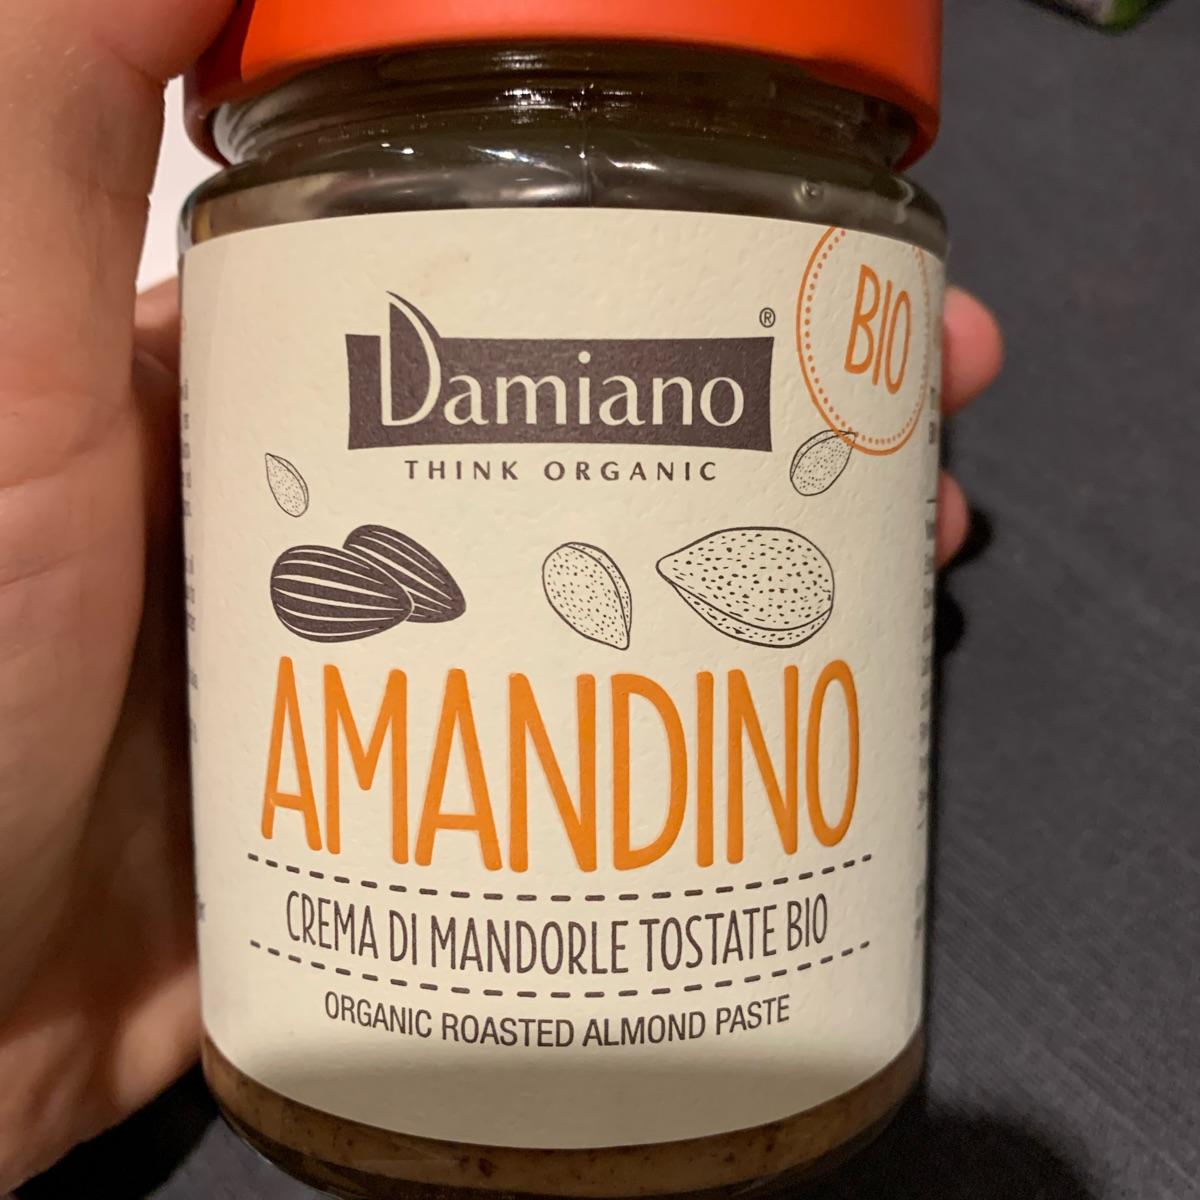 Damiano
®
THINK ORGANIC
BIO
AMANDINO
CREMA DI MANDORLE TOSTATE BIO
ORGANIC ROASTED ALMOND PASTE